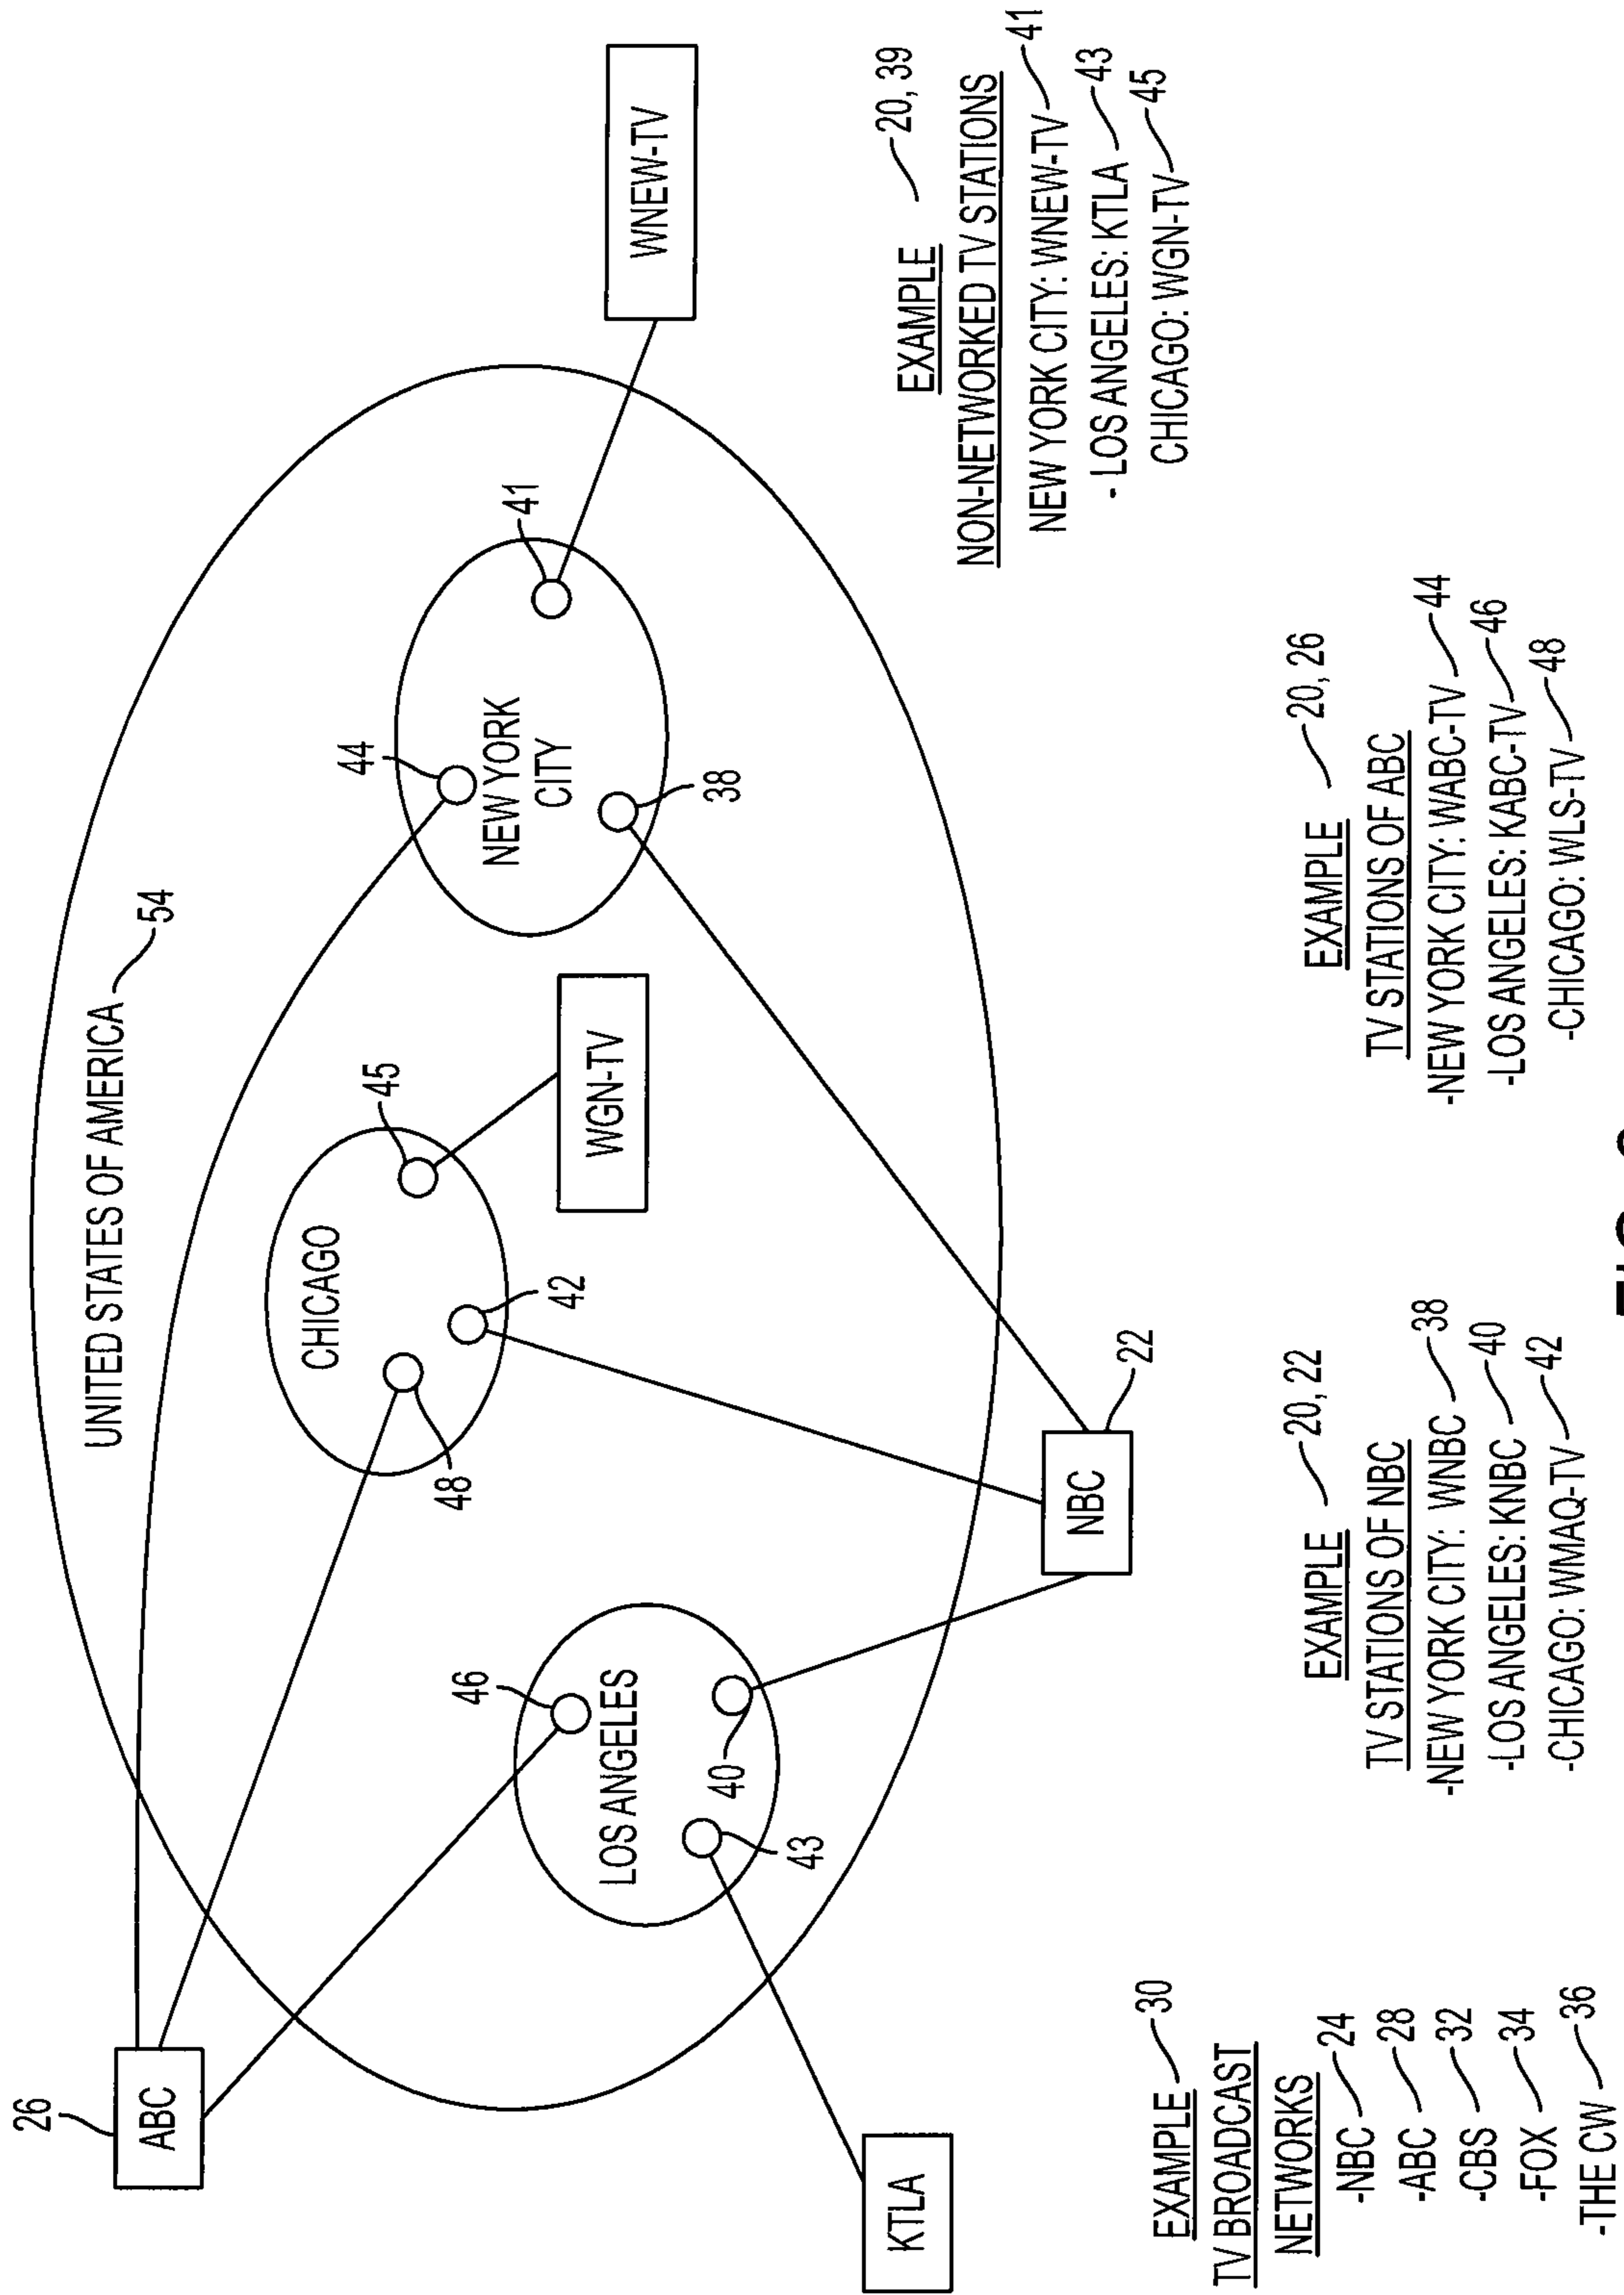 26
ABC
UNITED STATES OF AMERICA
54
CHICAGO
45
48
42
WGN-TV
44
NEW YORK
CITY
41
38
WNEW-TV
46
LOS ANGELES
40
43
KTLA
NBC
22
EXAMPLE 30
TV BROADCAST
NETWORKS
-NBC 24
-ABC 28
-CBS 32
-FOX 34
-THE CW 36
EXAMPLE 20, 22
TV STATIONS OF NBC
-NEW YORK CITY: WNBC 38
-LOS ANGELES: KNBC 40
-CHICAGO: WMAQ-TV 42
EXAMPLE 20, 26
TV STATIONS OF ABC
-NEW YORK CITY: WABC-TV 44
-LOS ANGELES: KABC-TV 46
-CHICAGO: WLS-TV 48
EXAMPLE 20, 39
NON-NETWORKED TV STATIONS
NEW YORK CITY: WNEW-TV 41
- LOS ANGELES: KTLA 43
CHICAGO: WGN-TV 45